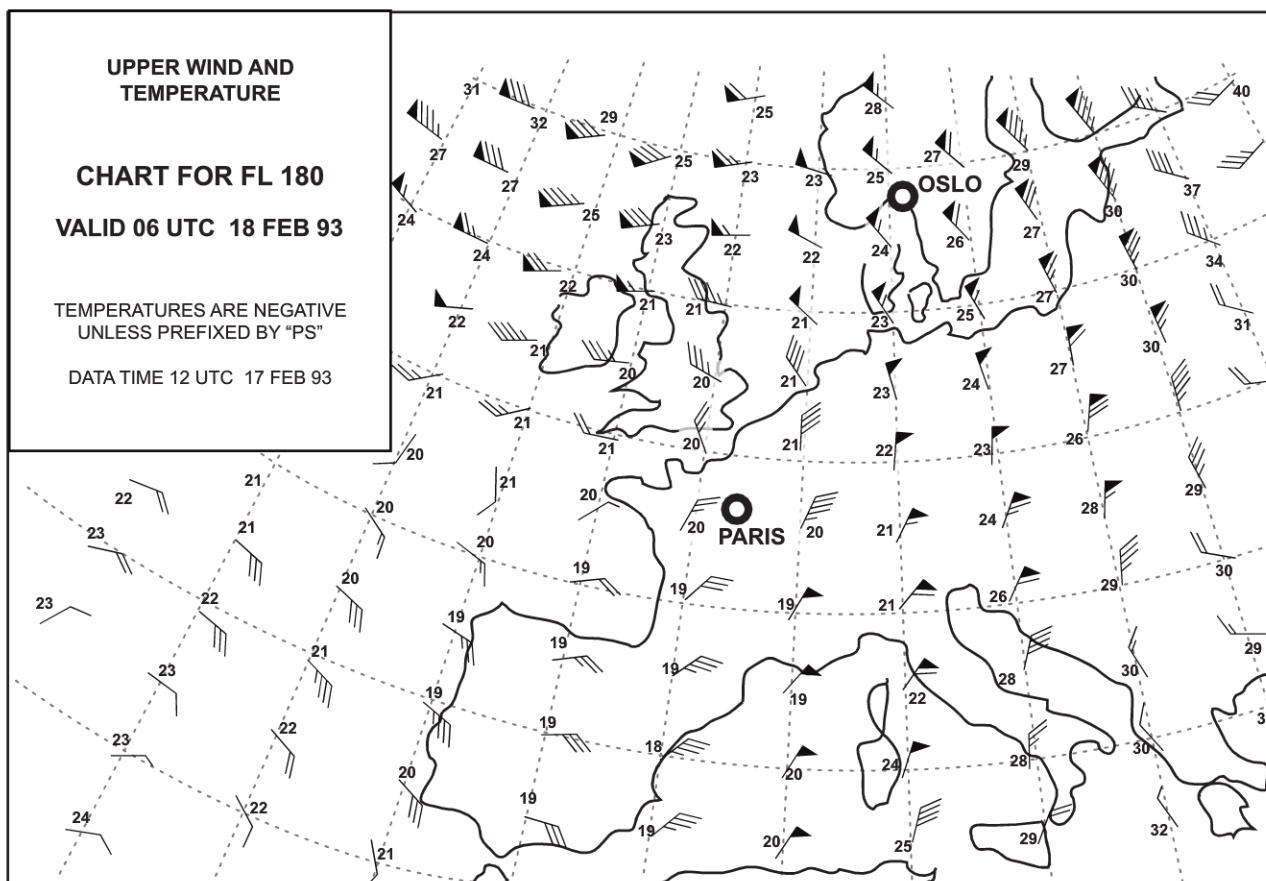 UPPER WIND AND
TEMPERATURE
CHART FOR FL 180
VALID 06 UTC 18 FEB 93
TEMPERATURES ARE NEGATIVE
UNLESS PREFIXED BY “PS”
DATA TIME 12 UTC 17 FEB 93
31 25 28 40
32 29
27 25 27 29
27 23 23 25 37
OSLO
24 25 30
23 22 22 24 26 27 34
24 30
22 21 21 27
22 21 23 25 31
21 20 20 21 23 24 27 30
21
21 21 20 21 22 23 26
20
22 21 21 20 29
20 20 20 21 24 28
PARIS
23 21 20
20 19 19 19 21 26 29 30
23 22
19 19 29
23 21 19 19 22 28 30
19
23 22 19 18 30
20 20 24 28
24 22 19 19 32
21 20 25 29
3